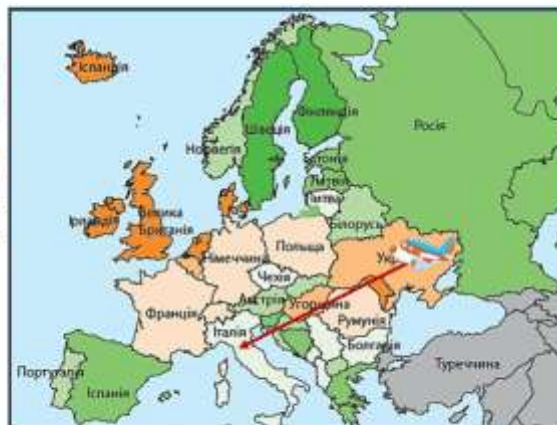 Ісландія
Фінляндія
Швеція
Норвегія
Росія
Естонія
Латвія
Литва
Білорусь
Ірландія
Велика
Британія
Польща
Німеччина
Чехія
Франція
Австрія
Угорщина
Румунія
Італія
Болгарія
Туреччина
Португалія
Іспанія